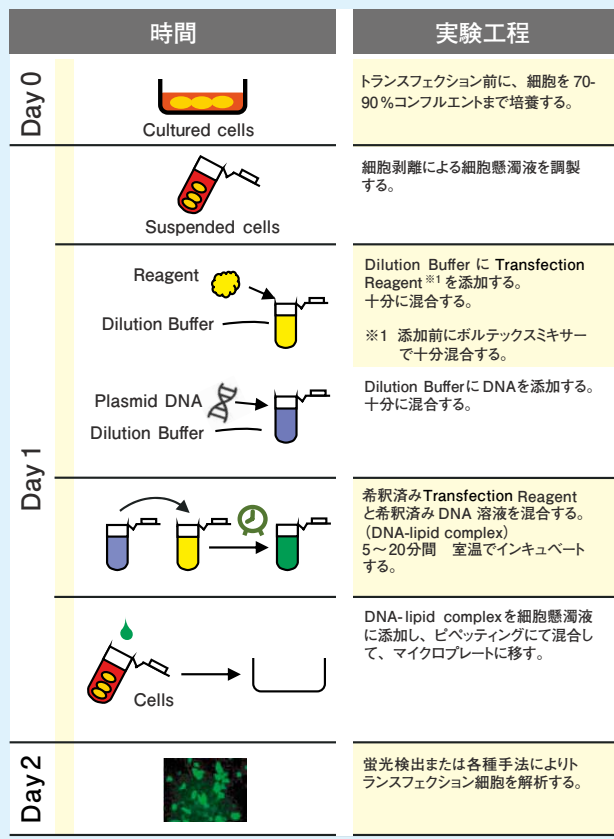 時間
実験工程
Day 0
Cultured cells
トランスフェクション前に、細胞を 70-
90％コンフルエントまで培養する。
Day 1
Suspended cells
細胞剥離による細胞懸濁液を調製
する。
Reagent
Dilution Buffer
Dilution Buffer に Transfection
Reagent ※1 を添加する。
十分に混合する。
※1 添加前にボルテックスミキサー
で十分混合する。
Plasmid DNA
Dilution Buffer
Dilution BufferにDNAを添加する。
十分に混合する。
希釈済みTransfection Reagent
と希釈済みDNA 溶液を混合する。
(DNA-lipid complex)
5～20分間 室温でインキュベート
する。
Cells
DNA-lipid complexを細胞懸濁液
に添加し、ピペッティングにて混合し
て、マイクロプレートに移す。
Day2
蛍光検出または各種手法によりト
ランスフェクション細胞を解析する。